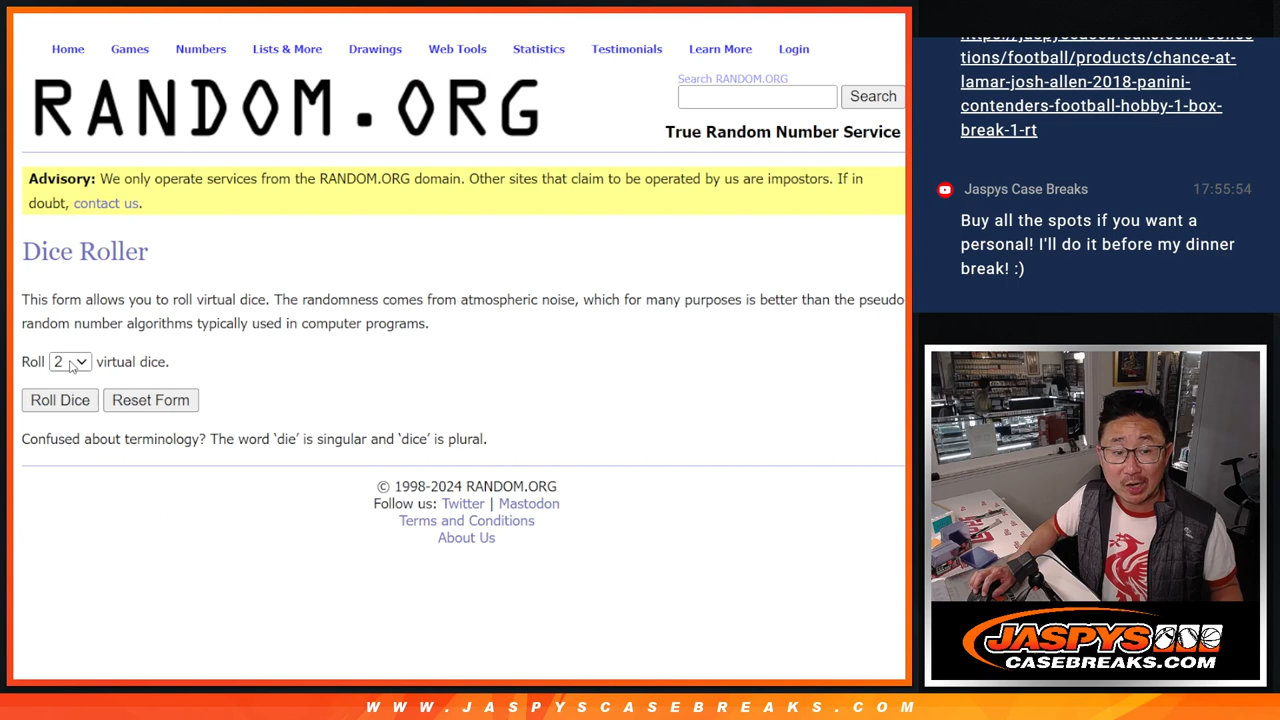 Home Games Numbers Lists & More Drawings Web Tools Statistics Testimonials Learn More Login
RANDOM.ORG
Search RANDOM.ORG
Search
True Random Number Service
Advisory: We only operate services from the RANDOM.ORG domain. Other sites that claim to be operated by us are impostors. If in
doubt, contact us.
Dice Roller
This form allows you to roll virtual dice. The randomness comes from atmospheric noise, which for many purposes is better than the pseudo
random number algorithms typically used in computer programs.
Roll 2 virtual dice.
Roll Dice Reset Form
Confused about terminology? The word ‘die’ is singular and ‘dice’ is plural.
© 1998-2024 RANDOM.ORG
Follow us: Twitter | Mastodon
Terms and Conditions
About Us
tions/football/products/chance-at-
lamar-josh-allen-2018-panini-
contenders-football-hobby-1-box-
break-1-rt
Jaspys Case Breaks 17:55:54
Buy all the spots if you want a
personal! I'll do it before my dinner
break! :)
JASPYS
CASEBREAKS.COM
WWW.JASPYSCASEBREAKS.COM